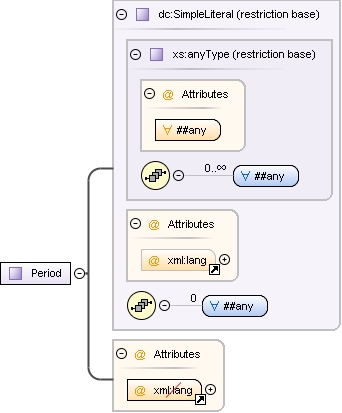 dc:SimpleLiteral (restriction base)
xs:anyType (restriction base)
@ Attributes
∀ ##any
0..∞
∀ ##any
@ Attributes
@ xml:lang
Period
0
∀ ##any
@ Attributes
@ xml:lang